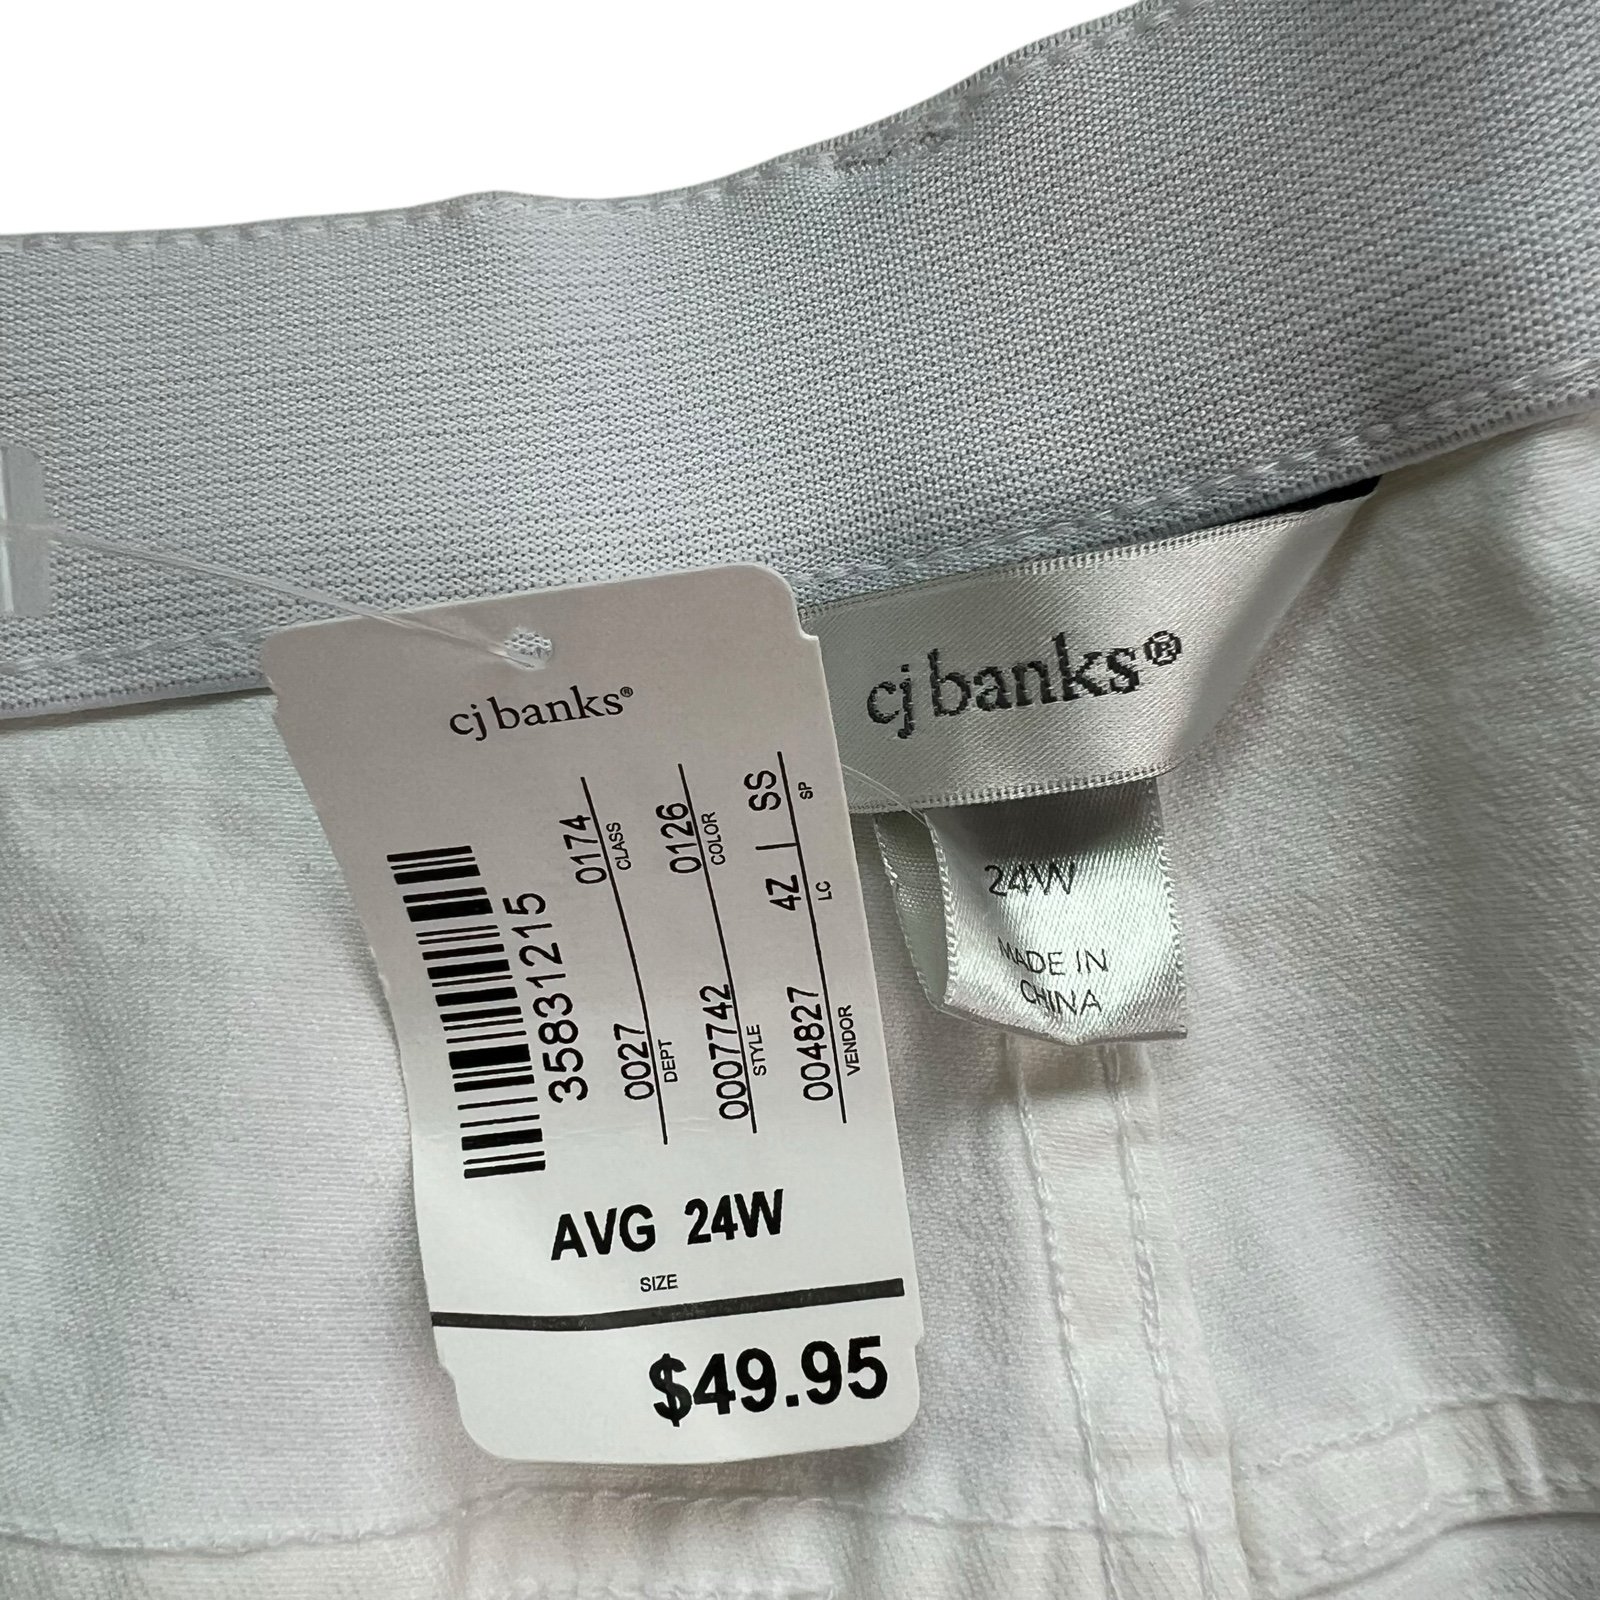 cj banks®
35831215
0027 0174
DEPT CLASS
0007742 0126
STYLE COLOR
004827 4Z | SS
VENDOR LC SP
AVG 24W
SIZE
$49.95
cj banks®
24W
MADE IN
CHINA